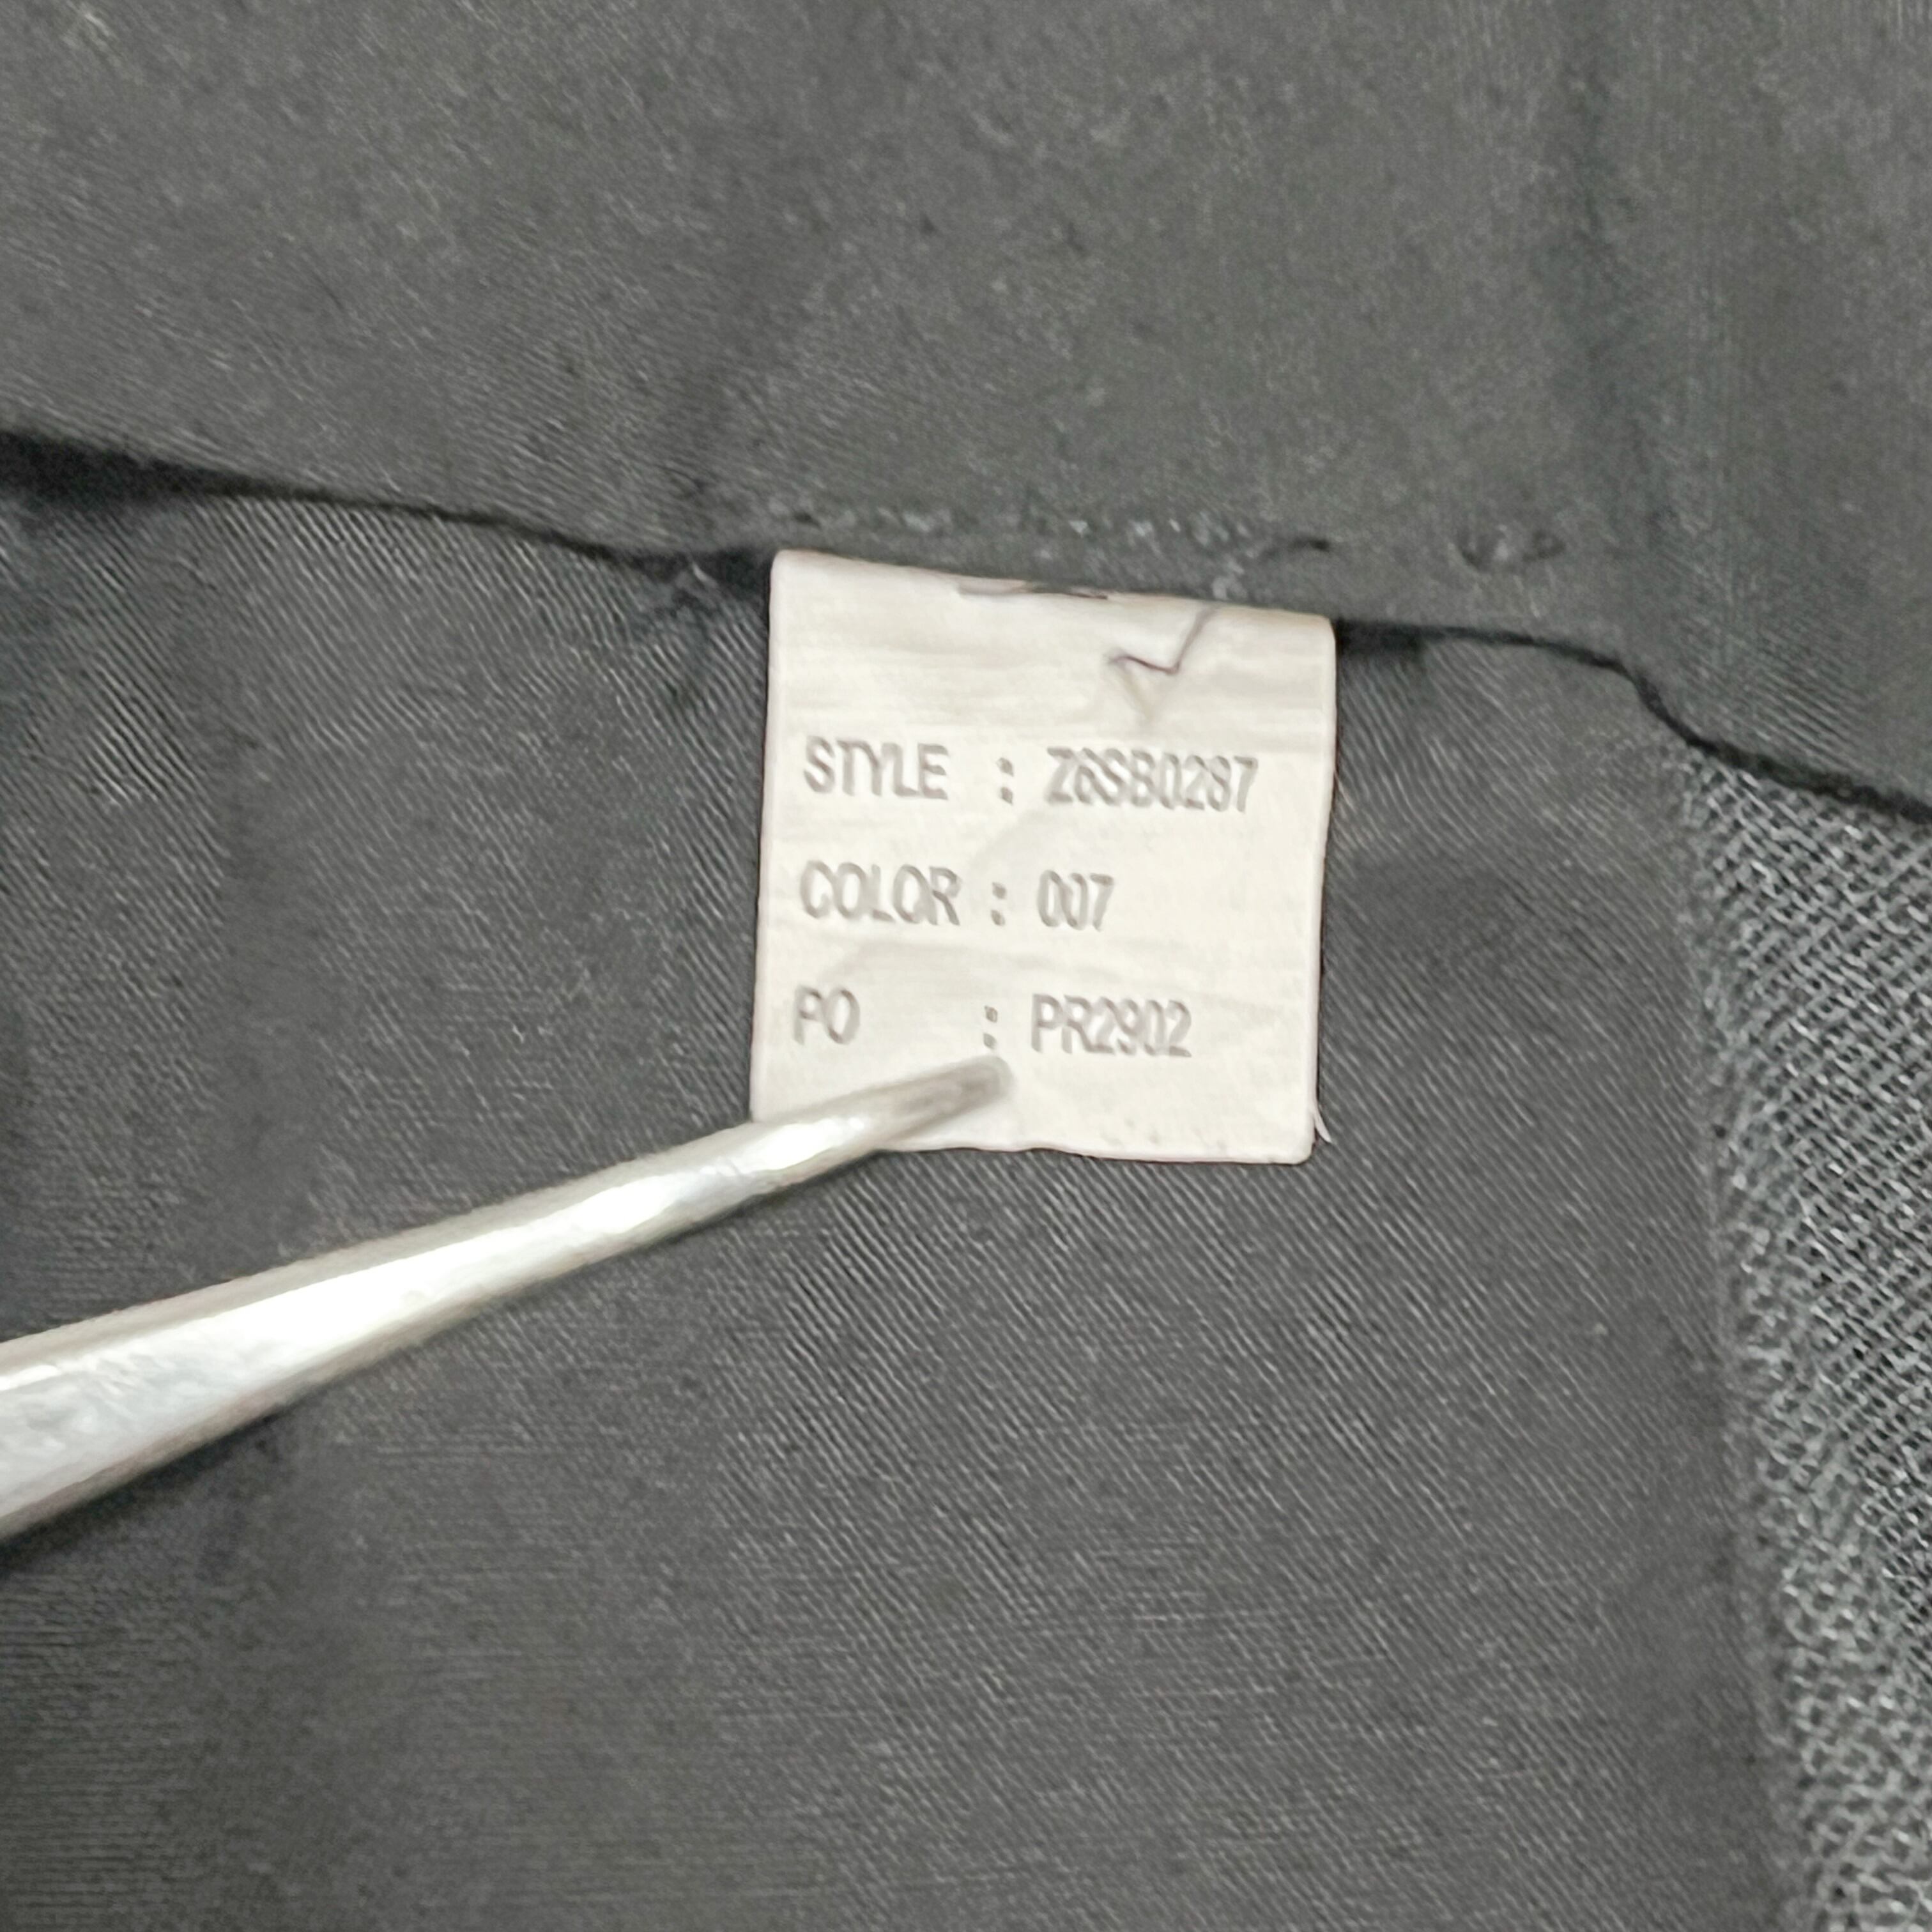 STYLE : Z6SB0287
COLOR : 007
PO : PR2902